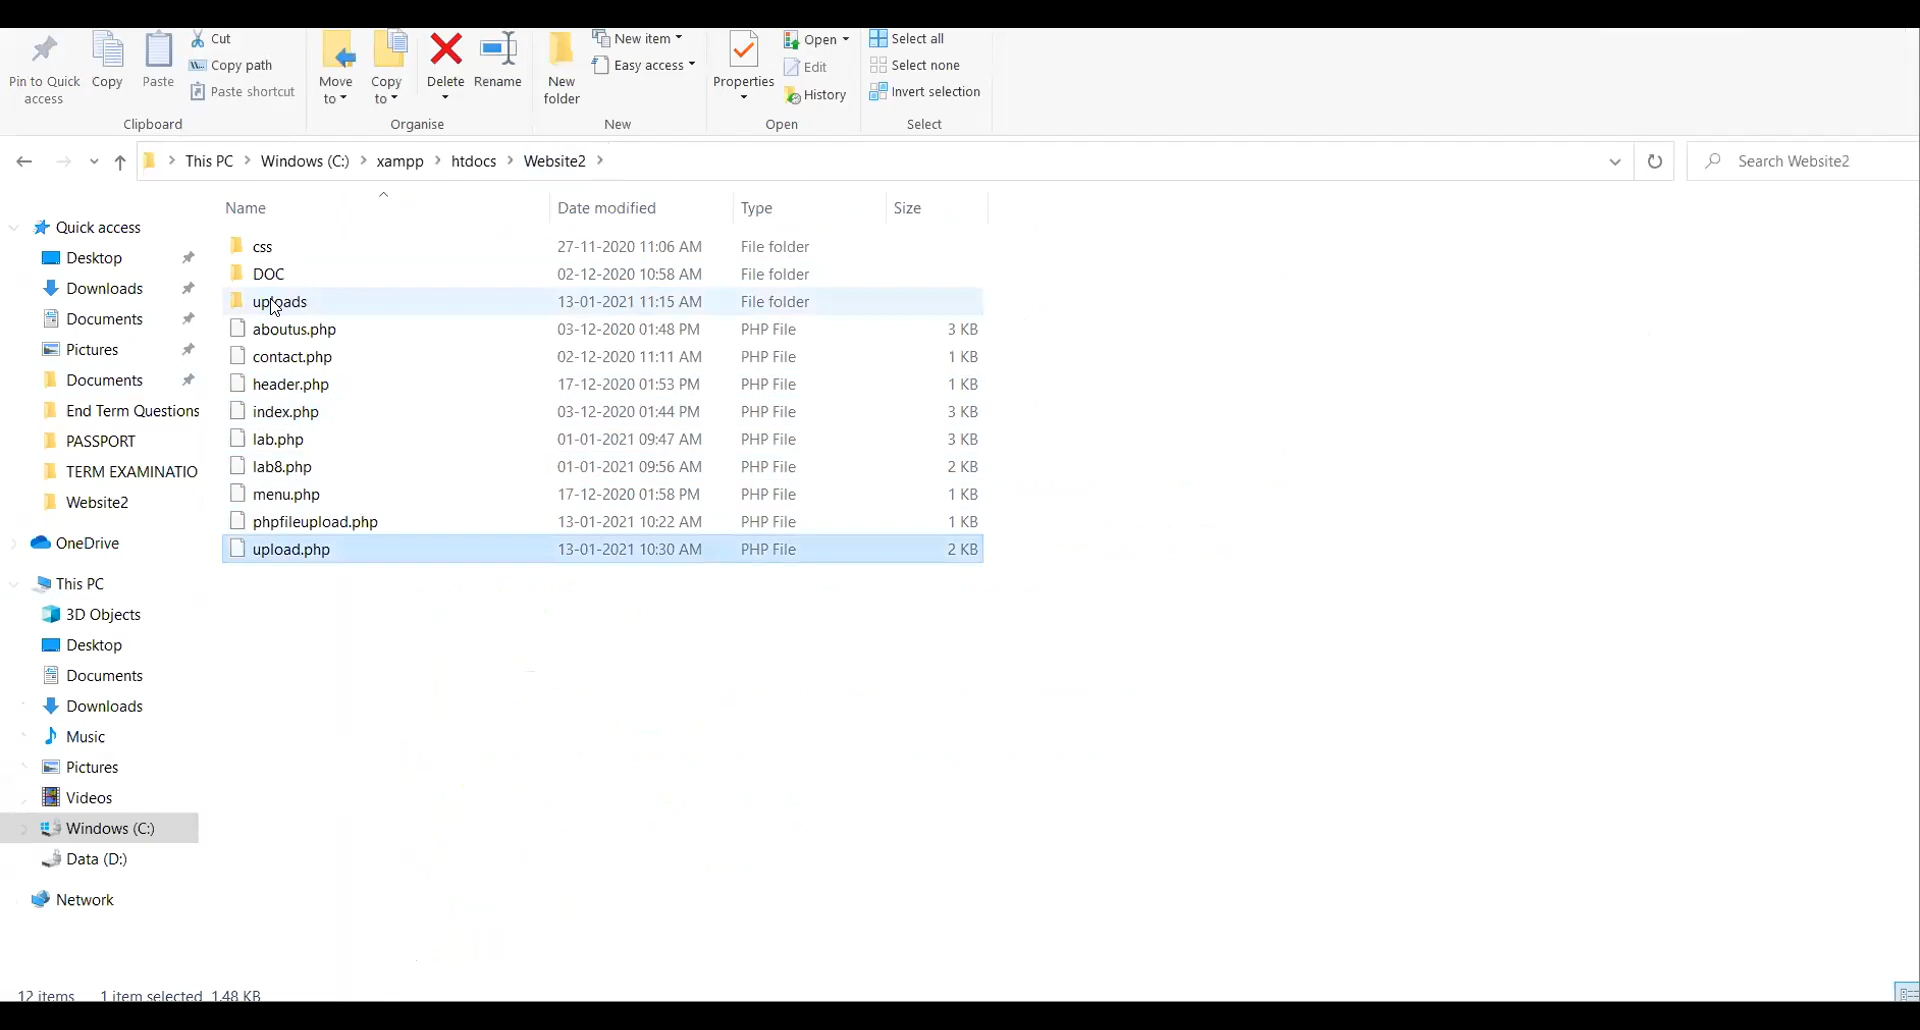 Cut
Copy path
Paste shortcut
Pin to Quick access
Copy
Paste
Clipboard
Move to
Copy to
Delete
Rename
Organise
New folder
New item
Easy access
New
Properties
Open
Edit
History
Open
Select all
Select none
Invert selection
Select
This PC > Windows (C:) > xampp > htdocs > Website2 >
Search Website2
Name Date modified Type Size
css 27-11-2020 11:06 AM File folder
DOC 02-12-2020 10:58 AM File folder
uploads 13-01-2021 11:15 AM File folder
aboutus.php 03-12-2020 01:48 PM PHP File 3 KB
contact.php 02-12-2020 11:11 AM PHP File 1 KB
header.php 17-12-2020 01:53 PM PHP File 1 KB
index.php 03-12-2020 01:44 PM PHP File 3 KB
lab.php 01-01-2021 09:47 AM PHP File 3 KB
lab8.php 01-01-2021 09:56 AM PHP File 2 KB
menu.php 17-12-2020 01:58 PM PHP File 1 KB
phpfileupload.php 13-01-2021 10:22 AM PHP File 1 KB
upload.php 13-01-2021 10:30 AM PHP File 2 KB
Quick access
Desktop
Downloads
Documents
Pictures
Documents
End Term Questions
PASSPORT
TERM EXAMINATIO
Website2
OneDrive
This PC
3D Objects
Desktop
Documents
Downloads
Music
Pictures
Videos
Windows (C:)
Data (D:)
Network
12 items 1 item selected 1.48 KB